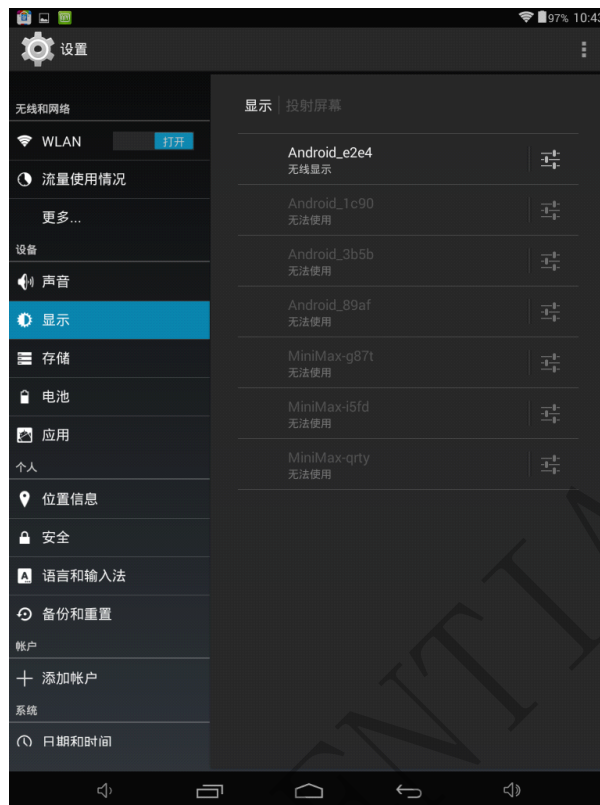 97% 10:43
设置
无线和网络
WLAN 打开
流量使用情况
更多...
设备
声音
显示
存储
电池
应用
个人
位置信息
安全
语言和输入法
备份和重置
帐户
添加帐户
系统
日期和时间
显示 投射屏幕
Android_e2e4
无线显示
Android_1c90
无法使用
Android_3b5b
无法使用
Android_89af
无法使用
MiniMax-g87t
无法使用
MiniMax-i5fd
无法使用
MiniMax-qrty
无法使用
NTIA